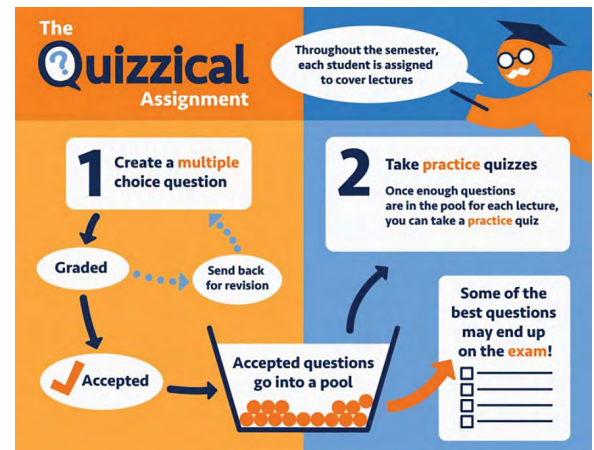 The
Quizzical
Assignment
Throughout the semester,
each student is assigned
to cover lectures
1
Create a multiple
choice question
Graded
Send back
for revision
Accepted
Accepted questions
go into a pool
2
Take practice quizzes
Once enough questions
are in the pool for each lecture,
you can take a practice quiz
Some of the
best questions
may end up
on the exam!